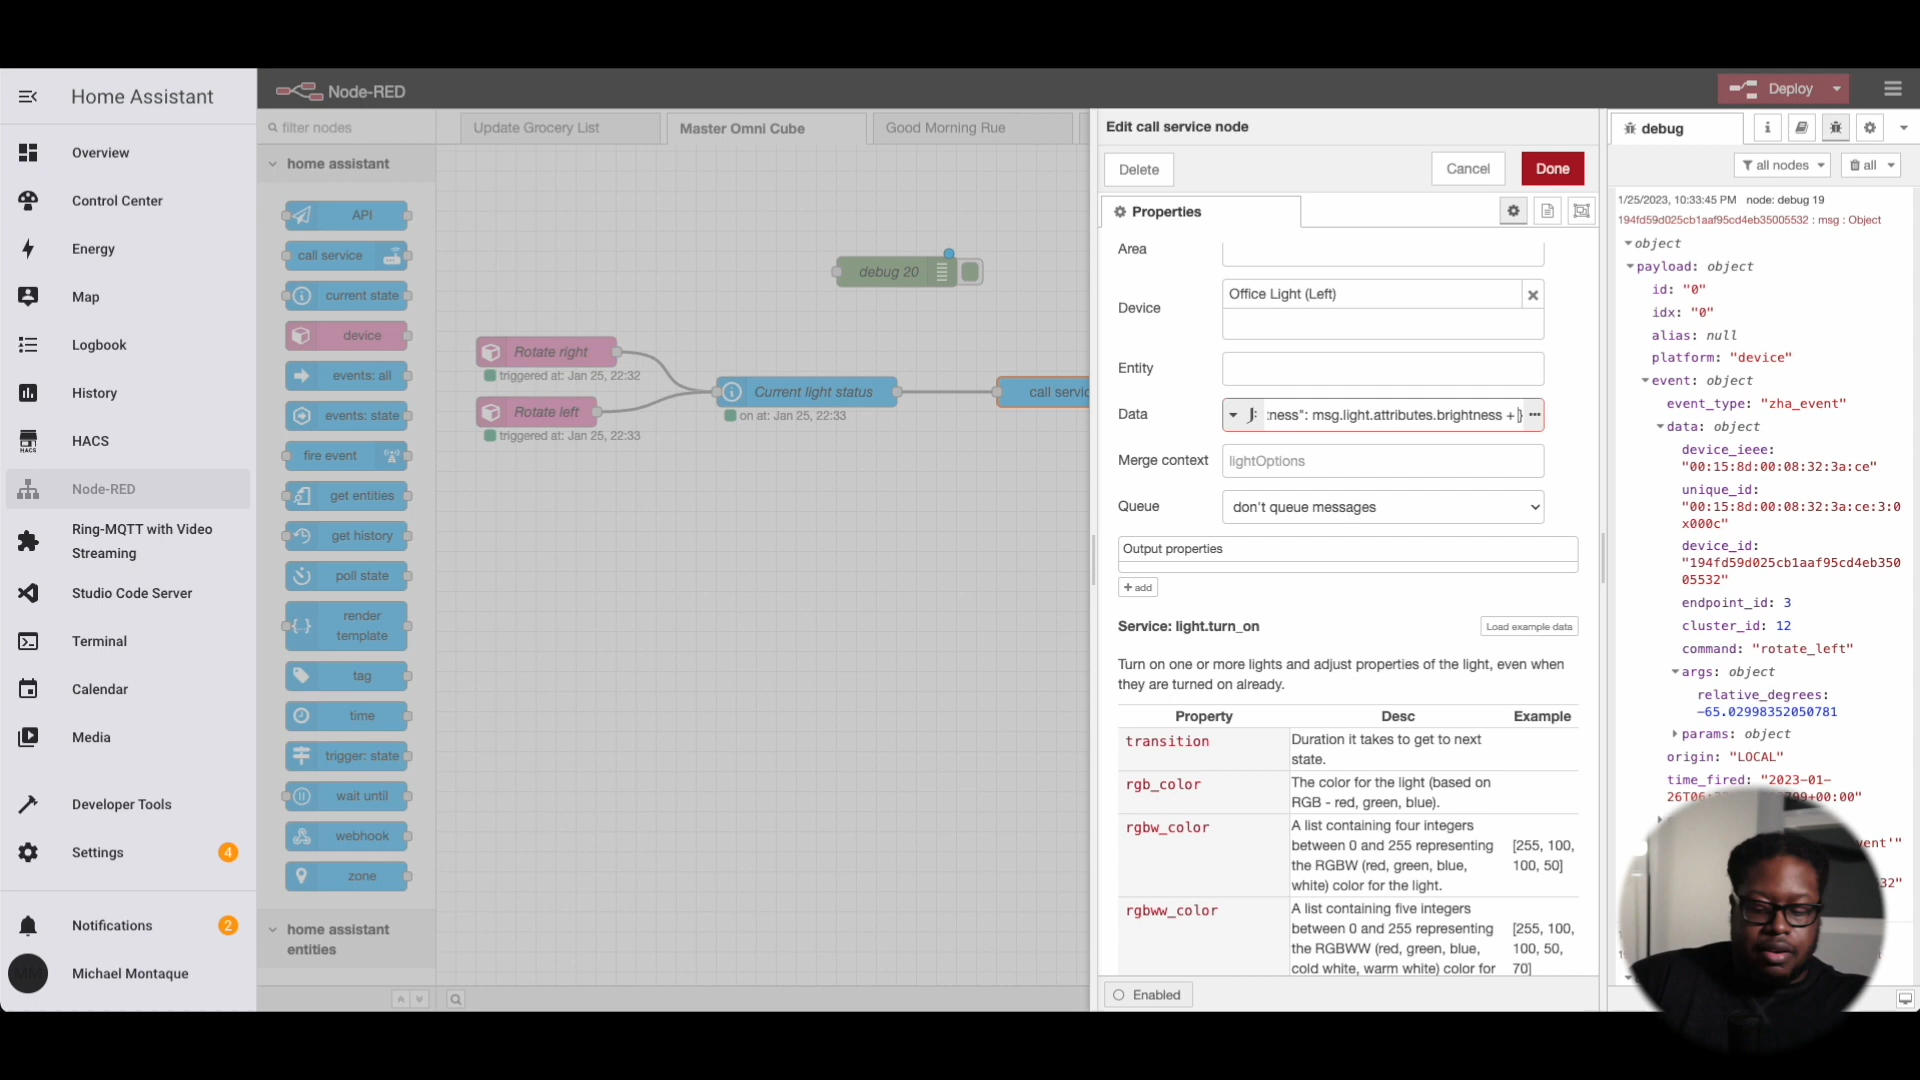 Home Assistant
Overview
Control Center
Energy
Map
Logbook
History
HACS
Node-RED
Ring-MQTT with Video
Streaming
Studio Code Server
Terminal
Calendar
Media
Developer Tools
Settings
4
Notifications
2
Michael Montaque
Node-RED
Deploy
filter nodes
home assistant
API
call service
current state
device
events: all
events: state
fire event
get entities
get history
poll state
render
template
tag
time
trigger: state
wait until
webhook
zone
home assistant
entities
Update Grocery List
Master Omni Cube
Good Morning Rue
debug 20
Rotate right
triggered at: Jan 25, 22:32
Rotate left
triggered at: Jan 25, 22:33
Current light status
on at: Jan 25, 22:33
call servic
Edit call service node
Delete
Cancel
Done
Properties
Area
Device
Office Light (Left)
Entity
Data
J: :ness": msg.light.attributes.brightness + }
Merge context
lightOptions
Queue
don't queue messages
Output properties
+ add
Service: light.turn_on
Load example data
Turn on one or more lights and adjust properties of the light, even when
they are turned on already.
Property Desc Example
transition
Duration it takes to get to next
state.
rgb_color
The color for the light (based on
RGB - red, green, blue).
rgbw_color
A list containing four integers
between 0 and 255 representing
the RGBW (red, green, blue,
white) color for the light.
[255, 100,
100, 50]
rgbww_color
A list containing five integers
between 0 and 255 representing
the RGBWW (red, green, blue,
cold white, warm white) color for
[255, 100,
100, 50,
70]
Enabled
debug
all nodes
all
1/25/2023, 10:33:45 PM node: debug 19
194fd59d025cb1aaf95cd4eb35005532 : msg : Object
object
payload: object
id: "0"
idx: "0"
alias: null
platform: "device"
event: object
event_type: "zha_event"
data: object
device_ieee:
"00:15:8d:00:08:32:3a:ce"
unique_id:
"00:15:8d:00:08:32:3a:ce:3:0
x000c"
device_id:
"194fd59d025cb1aaf95cd4eb350
05532"
endpoint_id: 3
cluster_id: 12
command: "rotate_left"
args: object
relative_degrees:
-65.02998352050781
params: object
origin: "LOCAL"
time_fired: "2023-01-
26T06: 799+00:00"
vent'"
32"